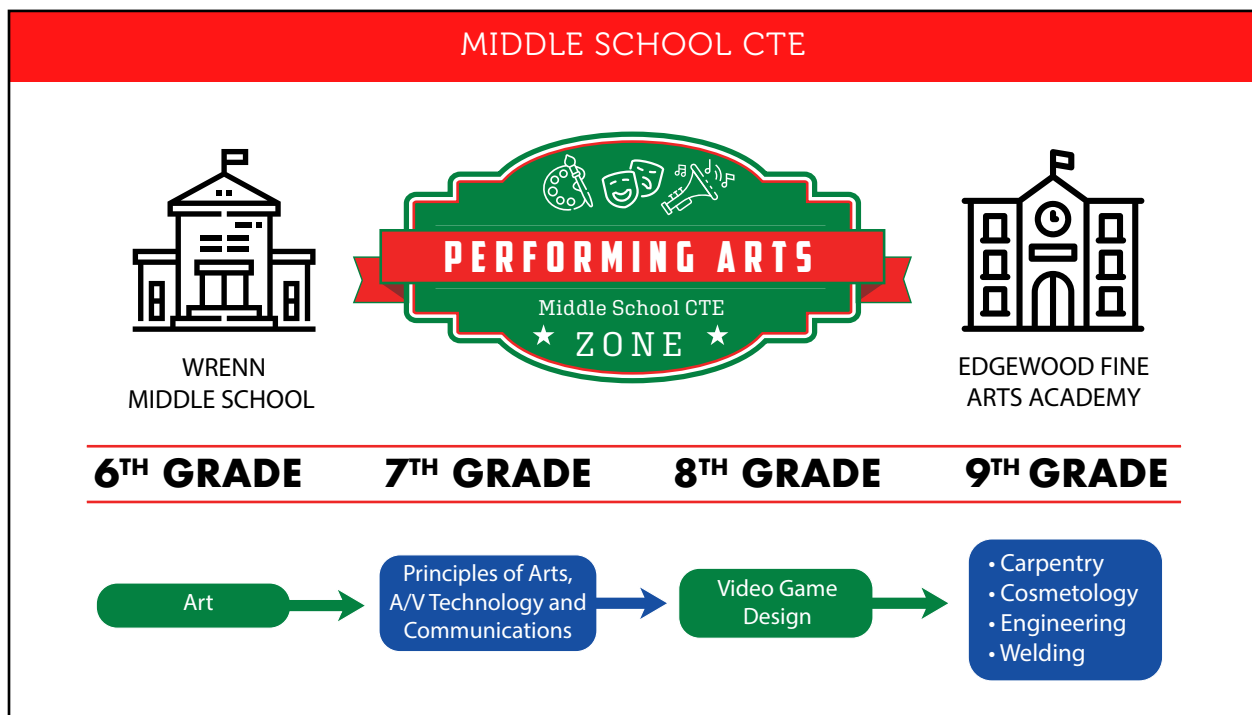 MIDDLE SCHOOL CTE
PERFORMING ARTS
Middle School CTE
ZONE
WRENN
MIDDLE SCHOOL
EDGEWOOD FINE
ARTS ACADEMY
6TH GRADE
7TH GRADE
8TH GRADE
9TH GRADE
Art
Principles of Arts,
A/V Technology and
Communications
Video Game
Design
• Carpentry
• Cosmetology
• Engineering
• Welding